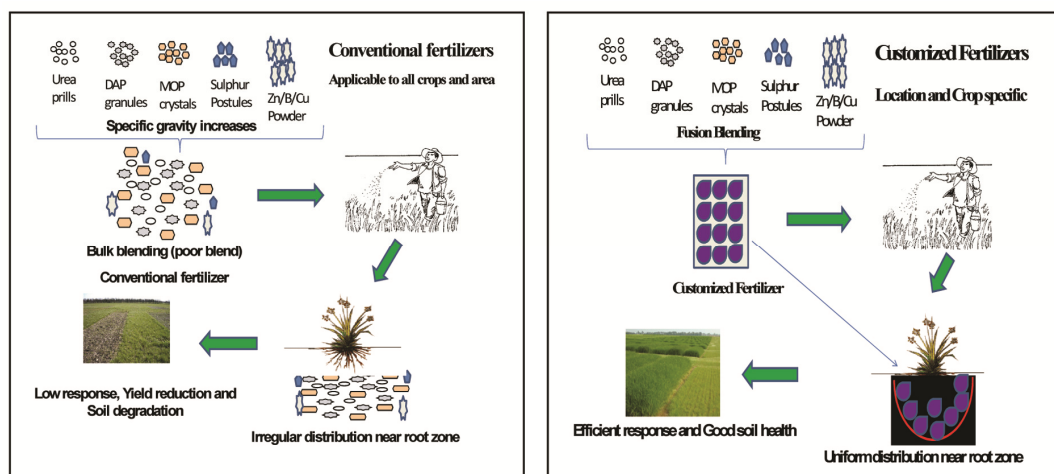 Conventional fertilizers
Applicable to all crops and area
Urea
prills
DAP
granules
MOP
crystals
Sulphur
Postules
Zn/B/Cu
Powder
Specific gravity increases
Bulk blending (poor blend)
Conventional fertilizer
Low response, Yield reduction and
Soil degradation
Irregular distribution near root zone
Customized Fertilizers
Location and Crop specific
Urea
prills
DAP
granules
MOP
crystals
Sulphur
Postules
Zn/B/Cu
Powder
Fusion Blending
Customized Fertilizer
Efficient response and Good soil health
Uniform distribution near root zone